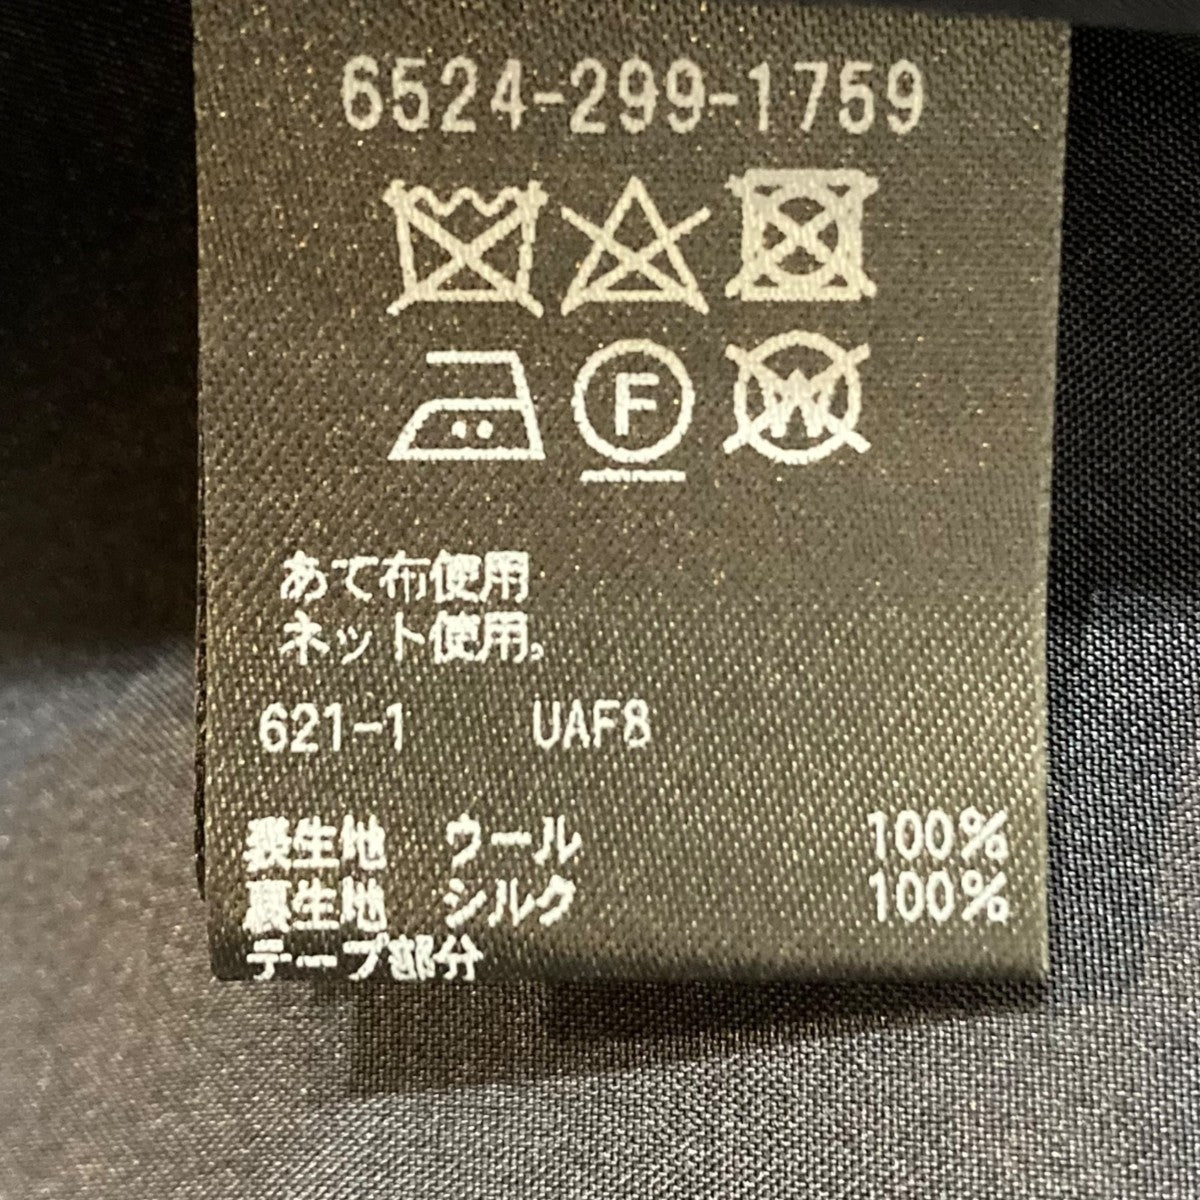 6524-299-1759
F W
あて布使用
ネット使用。
621-1 UAF8
表生地 ウール 100%
裏生地 シルク 100%
テープ部分